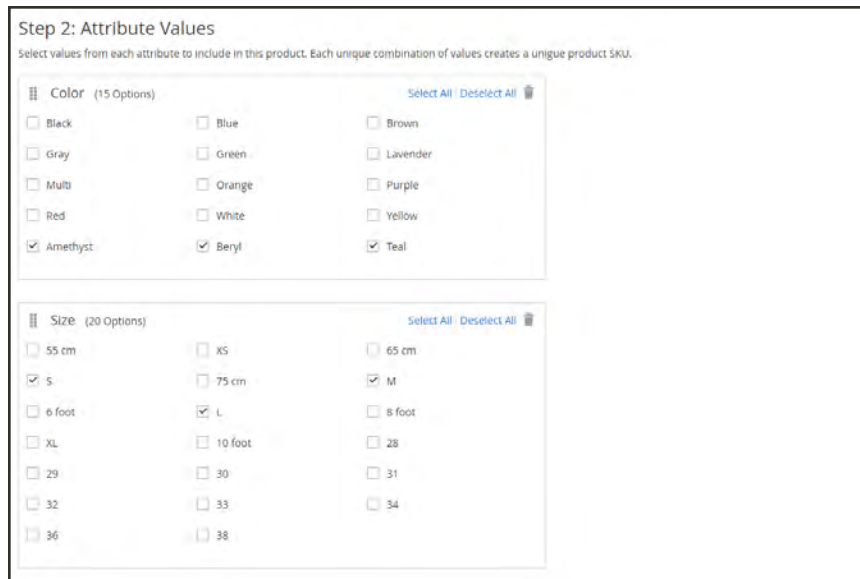 Step 2: Attribute Values
Select values from each attribute to include in this product. Each unique combination of values creates a unigue product SKU.
Color (15 Options) Select All | Deselect All
Black Blue Brown
Gray Green Lavender
Multi Orange Purple
Red White Yellow
Amethyst Beryl Teal
Size (20 Options) Select All | Deselect All
55 cm XS 65 cm
S 75 cm M
6 foot L 8 foot
XL 10 foot 28
29 30 31
32 33 34
36 38